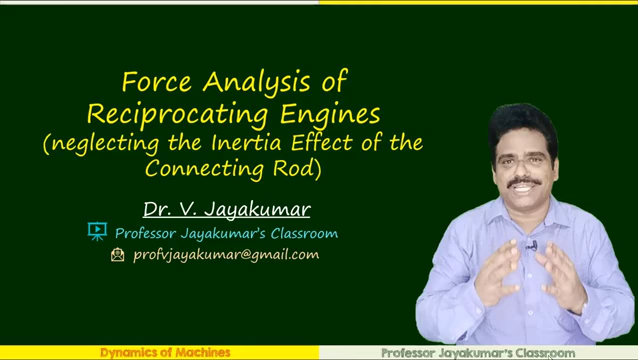 Force Analysis of
Reciprocating Engines
(neglecting the Inertia Effect of the
Connecting Rod)
Dr. V. Jayakumar
Professor Jayakumar's Classroom
profvjayakumar@gmail.com
Dynamics of Machines
Professor Jayakumar's Classroom